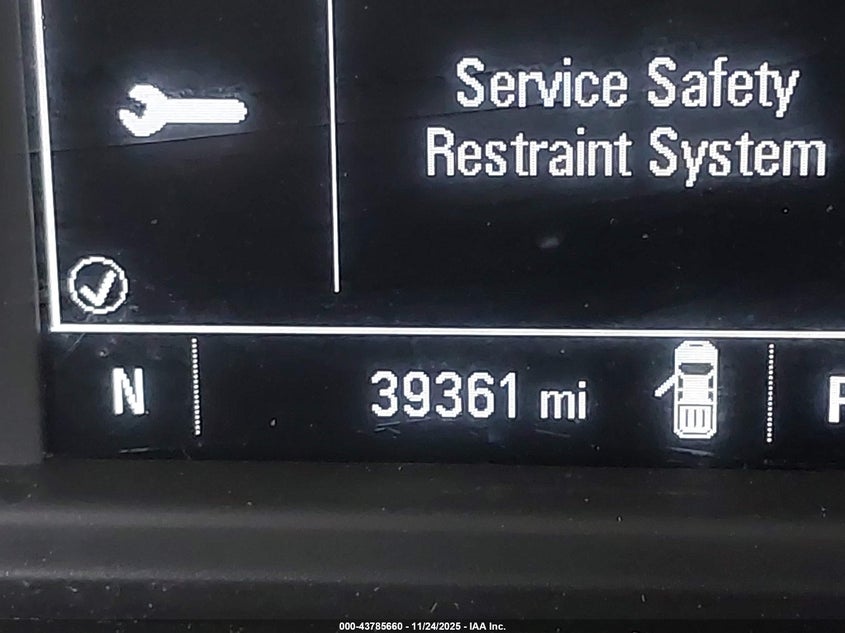 Service Safety
Restraint System
N
39361 mi
000-43785660 - 11/24/2025 - IAA Inc.